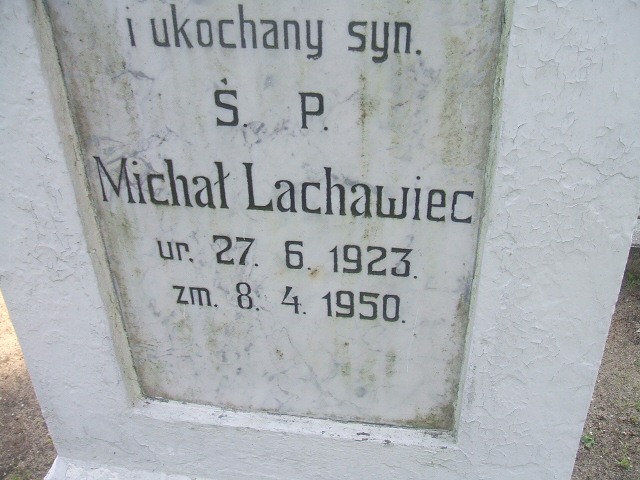 i ukochany syn.
Ś. P.
Michał Lachawiec
ur. 27. 6. 1923.
zm. 8. 4. 1950.